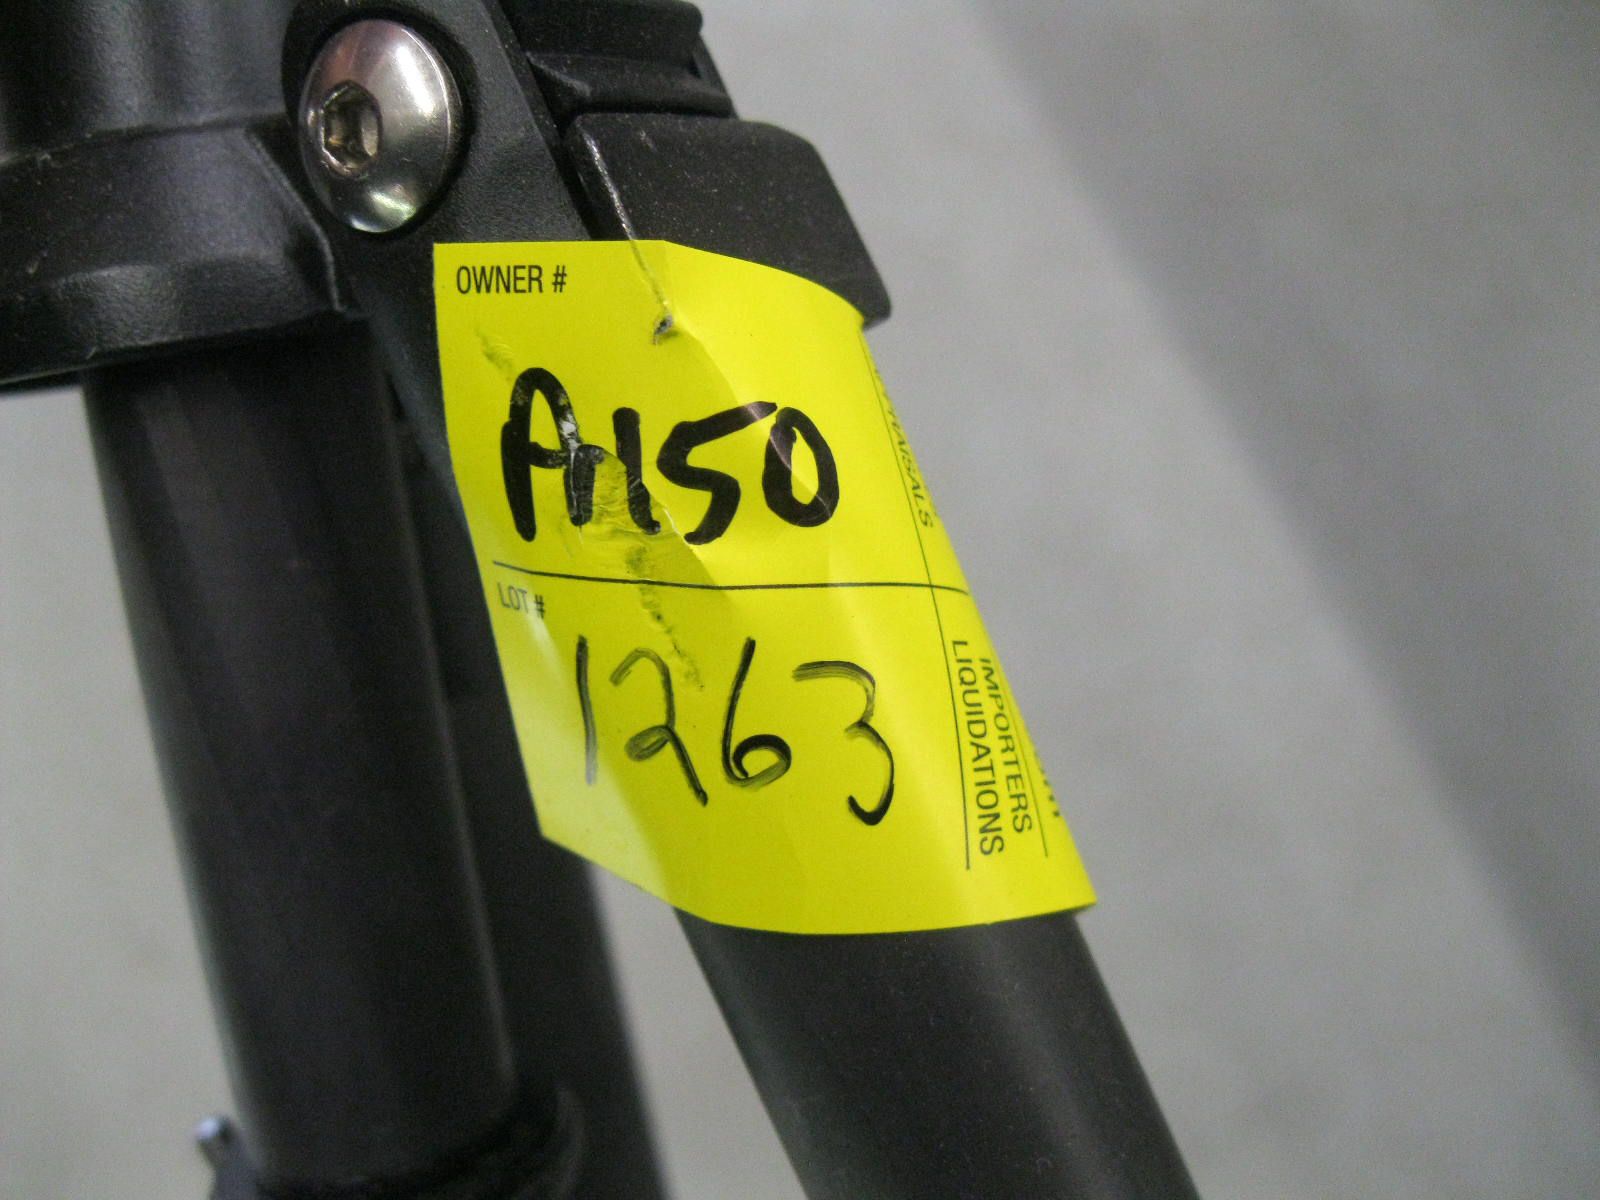 OWNER #
A150
LOT #
1263
IMPORTERS
LIQUIDATIONS